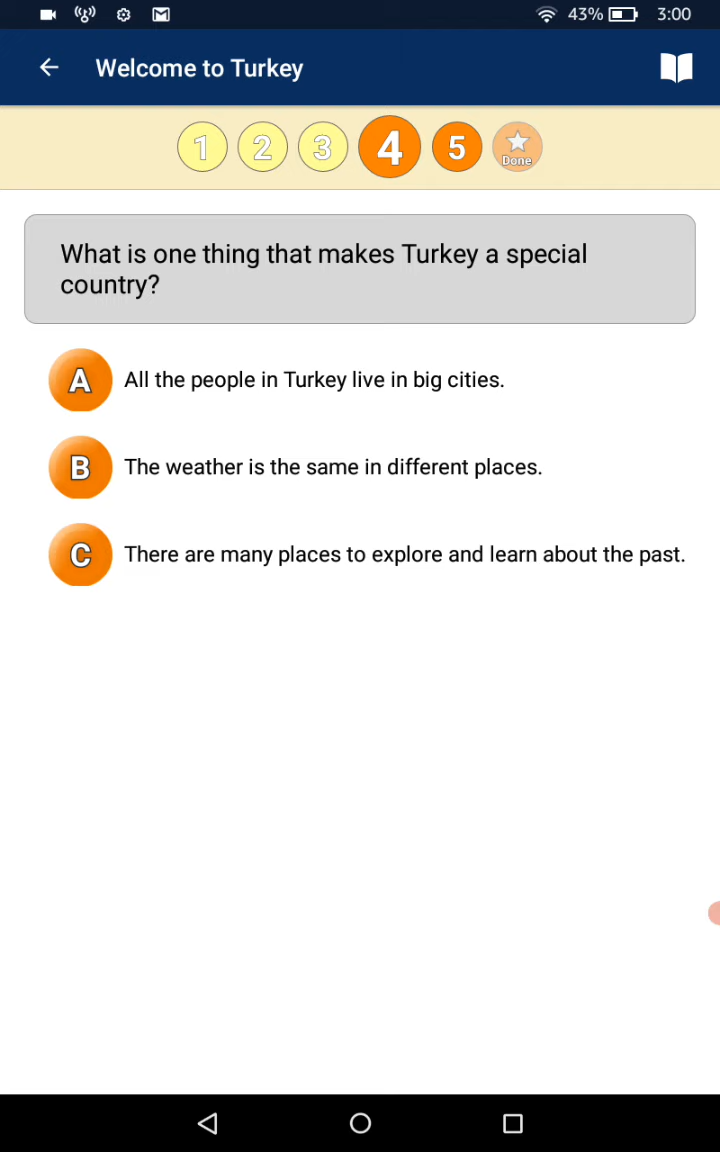 43% 3:00
Welcome to Turkey
1 2 3 4 5 Done
What is one thing that makes Turkey a special
country?
A All the people in Turkey live in big cities.
B The weather is the same in different places.
C There are many places to explore and learn about the past.